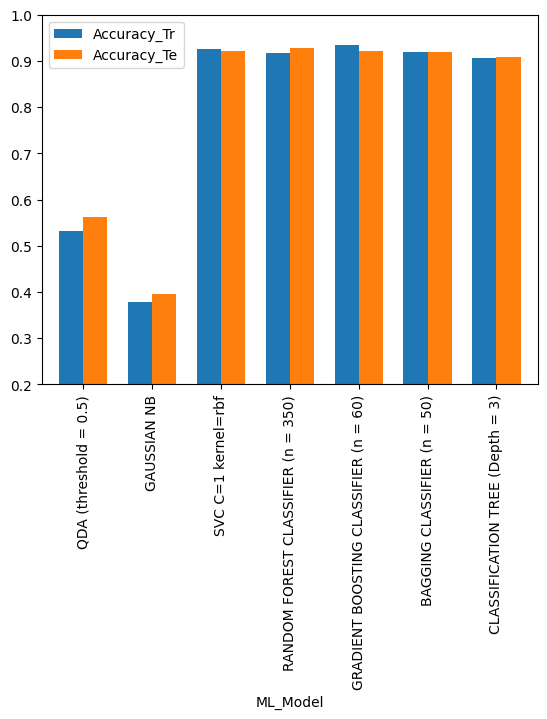 Accuracy_Tr
Accuracy_Te
1.0
0.9
0.8
0.7
0.6
0.5
0.4
0.3
0.2
QDA (threshold = 0.5)
GAUSSIAN NB
SVC C=1 kernel=rbf
RANDOM FOREST CLASSIFIER (n = 350)
GRADIENT BOOSTING CLASSIFIER (n = 60)
BAGGING CLASSIFIER (n = 50)
CLASSIFICATION TREE (Depth = 3)
ML_Model